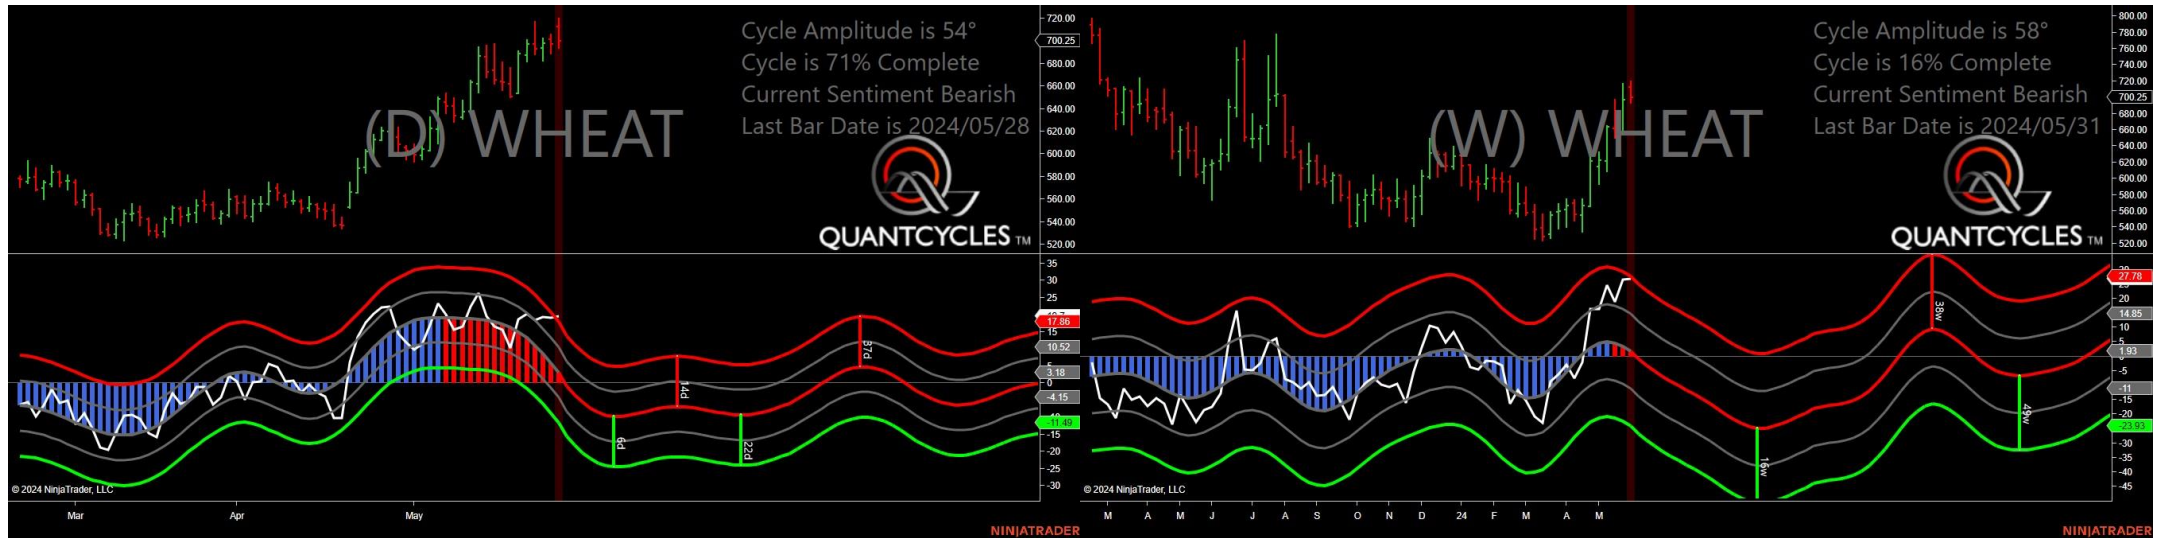 Cycle Amplitude is 54°
Cycle is 71% Complete
Current Sentiment Bearish
Last Bar Date is 2024/05/28
(D) WHEAT
QUANTCYCLES TM
720.00
700.25
680.00
660.00
640.00
620.00
600.00
580.00
560.00
540.00
520.00
35
30
25
17.86
15
10.52
5
3.18
0
-4.15
-11.49
-15
-20
-25
-30
6d
14d
22d
37d
© 2024 NinjaTrader, LLC
Mar Apr May
NINJATRADER
Cycle Amplitude is 58°
Cycle is 16% Complete
Current Sentiment Bearish
Last Bar Date is 2024/05/31
(W) WHEAT
QUANTCYCLES TM
800.00
780.00
760.00
740.00
720.00
700.25
680.00
660.00
640.00
620.00
600.00
580.00
560.00
540.00
520.00
27.78
20
14.85
10
1.93
-5
-11
-15
-20
-23.93
-30
-35
-40
-45
16w
38w
49w
© 2024 NinjaTrader, LLC
M A M J J A S O N D 24 F M A M
NINJATRADER